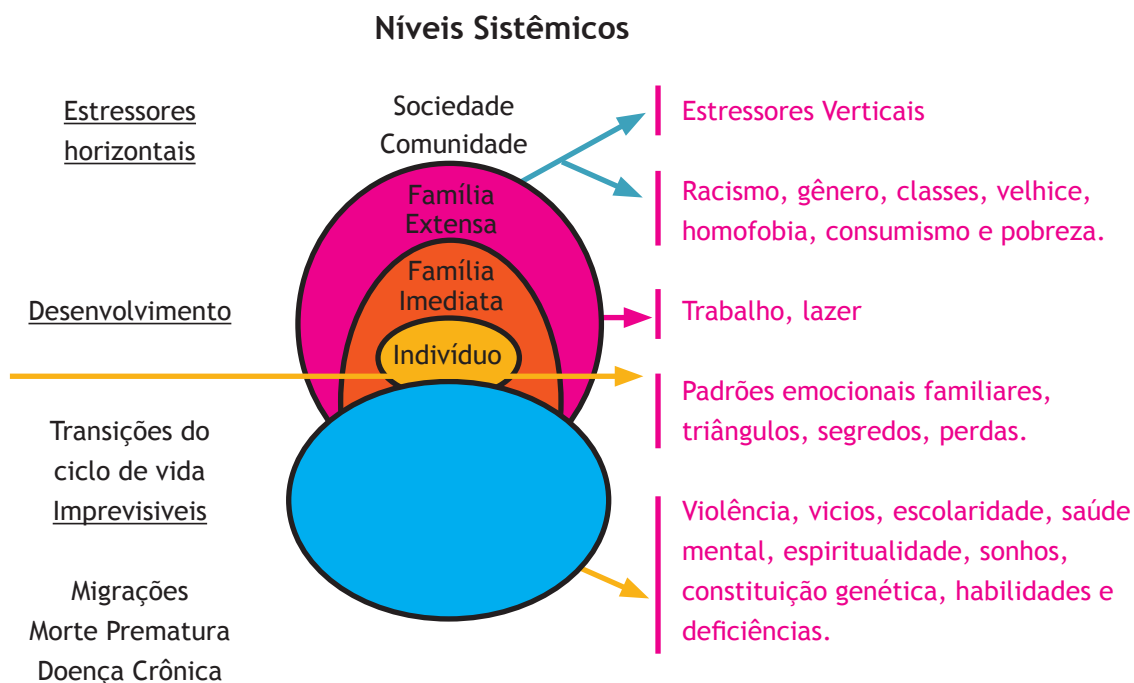 Níveis Sistêmicos
Estressores
horizontais
Desenvolvimento
Transições do
ciclo de vida
Imprevisiveis
Migrações
Morte Prematura
Doença Crônica
Sociedade
Comunidade
Família
Extensa
Família
Imediata
Indivíduo
Estressores Verticais
Racismo, gênero, classes, velhice,
homofobia, consumismo e pobreza.
Trabalho, lazer
Padrões emocionais familiares,
triângulos, segredos, perdas.
Violência, vicios, escolaridade, saúde
mental, espiritualidade, sonhos,
constituição genética, habilidades e
deficiências.